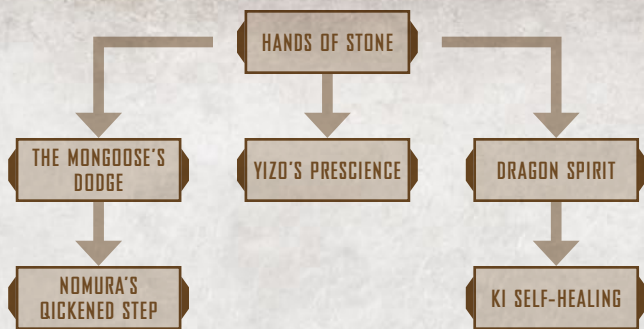 HANDS OF STONE
THE MONGOOSE'S
DODGE
YIZO'S PRESCIENCE
DRAGON SPIRIT
NOMURA'S
QICKENED STEP
KI SELF-HEALING